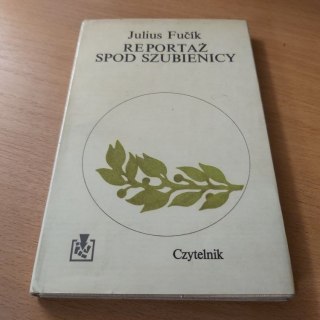 Julius Fučík
REPORTAŻ
SPOD SZUBIENICY
Czytelnik